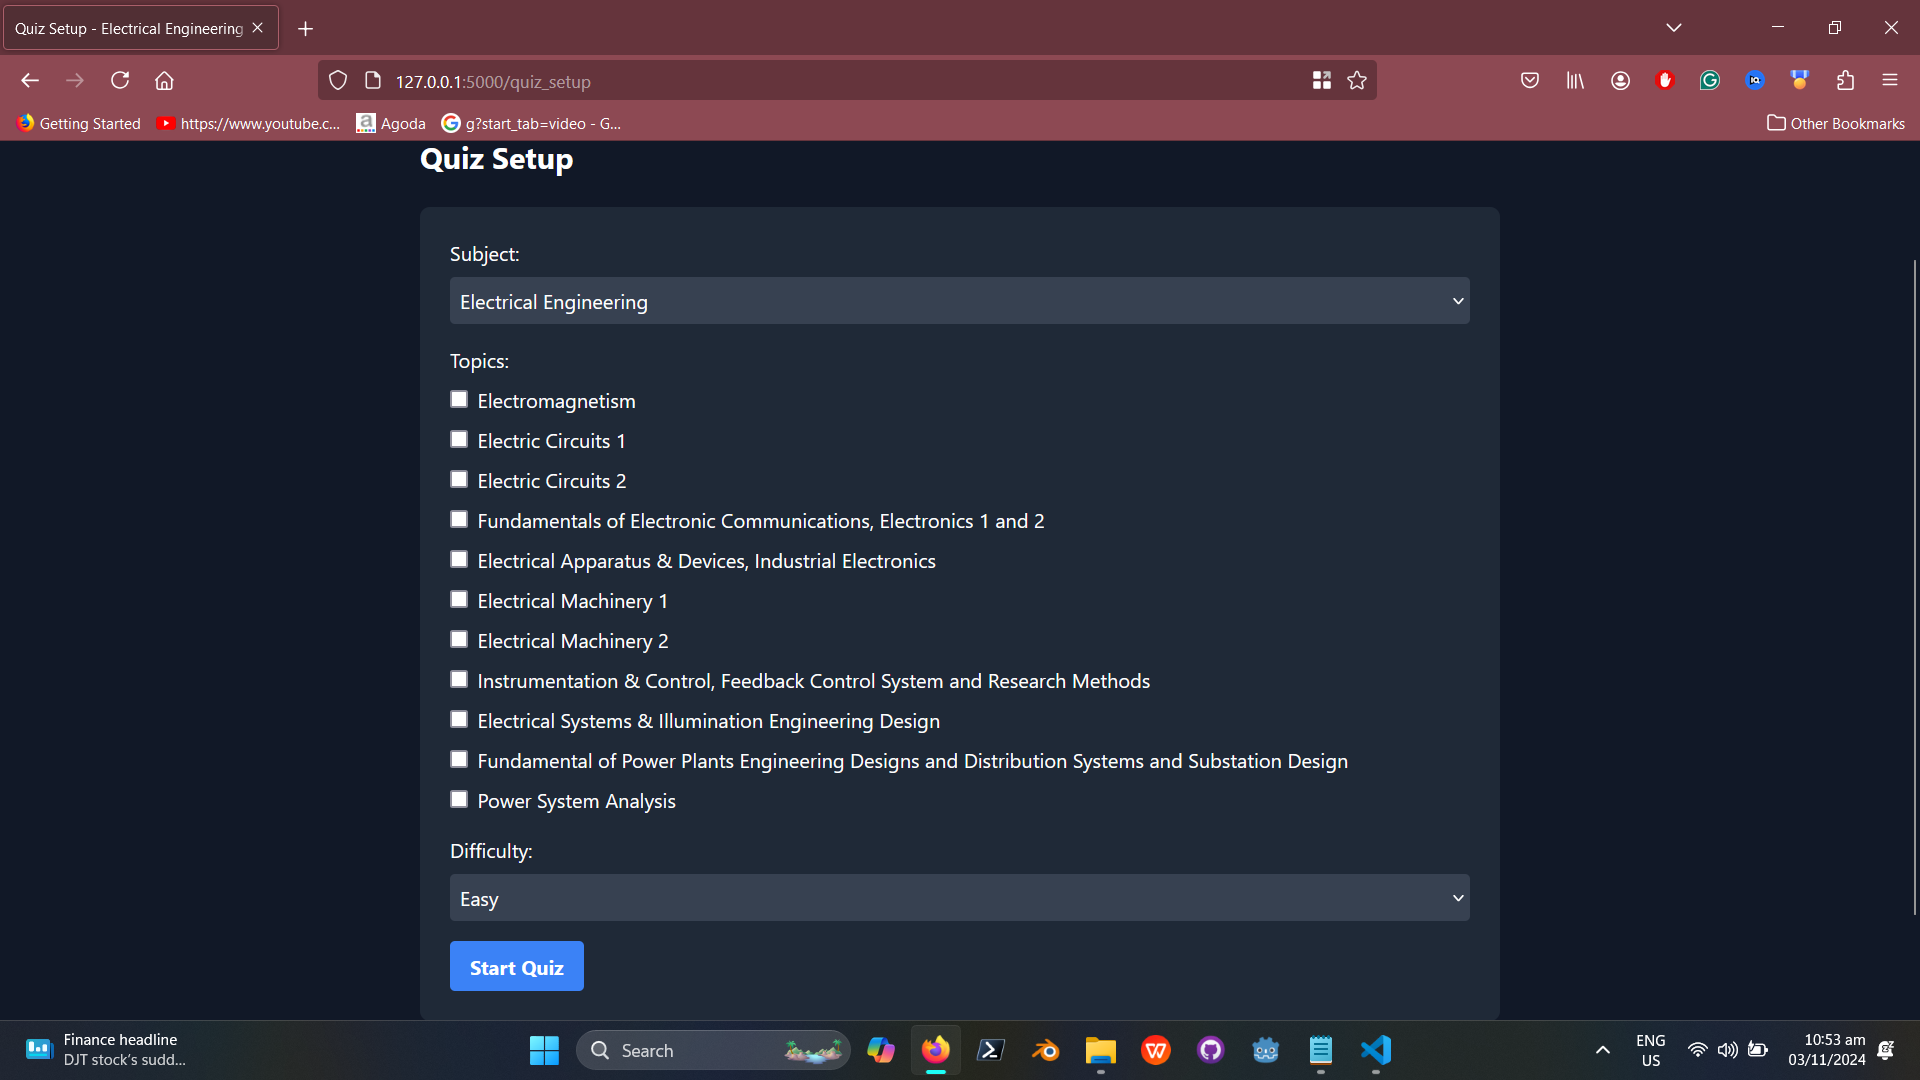 Quiz Setup - Electrical Engineering
127.0.0.1:5000/quiz_setup
Getting Started
https://www.youtube.c...
Agoda
g?start_tab=video - G...
Other Bookmarks
Quiz Setup
Subject:
Electrical Engineering
Topics:
Electromagnetism
Electric Circuits 1
Electric Circuits 2
Fundamentals of Electronic Communications, Electronics 1 and 2
Electrical Apparatus & Devices, Industrial Electronics
Electrical Machinery 1
Electrical Machinery 2
Instrumentation & Control, Feedback Control System and Research Methods
Electrical Systems & Illumination Engineering Design
Fundamental of Power Plants Engineering Designs and Distribution Systems and Substation Design
Power System Analysis
Difficulty:
Easy
Start Quiz
Finance headline
DJT stock's sudd...
Search
ENG
US
10:53 am
03/11/2024